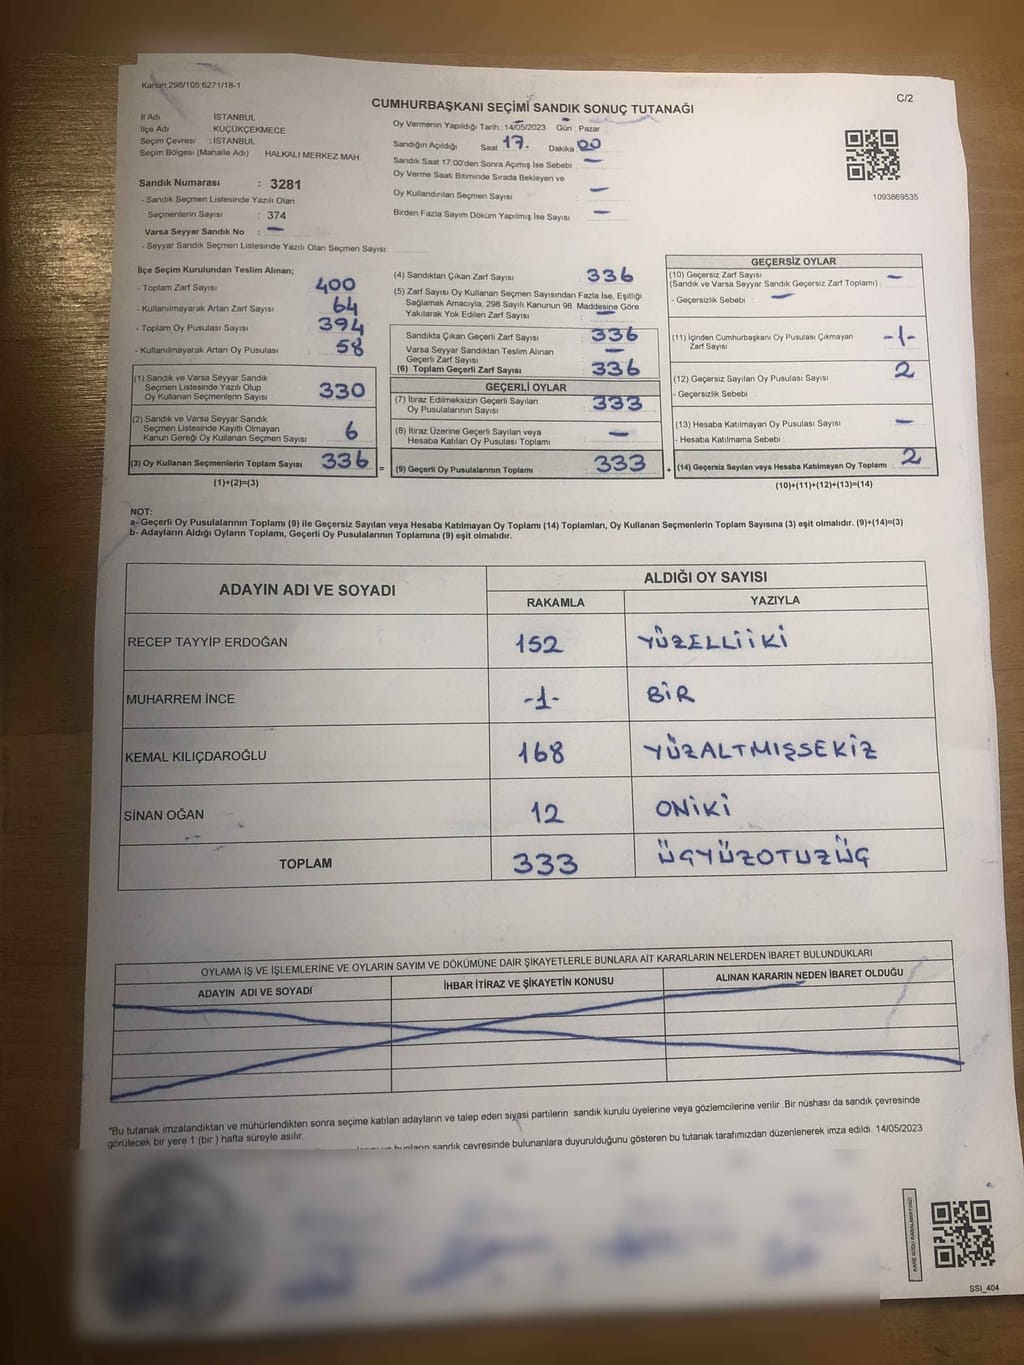 Kanun:298/105,6271/18-1
C/2
CUMHURBAŞKANI SEÇİMİ SANDIK SONUÇ TUTANAĞI
İl Adı İSTANBUL
İlçe Adı KÜÇÜKÇEKMECE
Seçim Çevresi : İSTANBUL
Seçim Bölgesi (Mahalle Adı) HALKALI MERKEZ MAH
Sandık Numarası : 3281
- Sandık Seçmen Listesinde Yazılı Olan
Seçmenlerin Sayısı : 374
Varsa Seyyar Sandık No : -
- Seyyar Sandık Seçmen Listesinde Yazılı Olan Seçmen Sayısı
Oy Vermenin Yapıldığı Tarih : 14/05/2023 Gün : Pazar
Sandığın Açıldığı Saat 17. Dakika 00
Sandık Saat 17:00'den Sonra Açımış İse Sebebi -
Oy Verme Saati Bitiminde Sırada Bekleyen ve
Oy Kullandırılan Seçmen Sayısı -
Birden Fazla Sayım Döküm Yapılmış İse Sayısı -
1093869535
İlçe Seçim Kurulundan Teslim Alınan;
- Toplam Zarf Sayısı 400
- Kullanılmayarak Artan Zarf Sayısı 64
- Toplam Oy Pusulası Sayısı 394
- Kullanılmayarak Artan Oy Pusulası 58
(1) Sandık ve Varsa Seyyar Sandık
Seçmen Listesinde Yazılı Olup
Oy Kullanan Seçmenlerin Sayısı 330
(2) Sandık ve Varsa Seyyar Sandık
Seçmen Listesinde Kayıtlı Olmayan
Kanun Gereği Oy Kullanan Seçmen Sayısı 6
(3) Oy Kullanan Seçmenlerin Toplam Sayısı 336 =
(1)+(2)=(3)
(4) Sandıktan Çıkan Zarf Sayısı 336
(5) Zarf Sayısı Oy Kullanan Seçmen Sayısından Fazla İse, Eşitliği
Sağlamak Amacıyla, 298 Sayılı Kanunun 98. Maddesine Göre
Yakılarak Yok Edilen Zarf Sayısı : -
Sandıkta Çıkan Geçerli Zarf Sayısı 336
Varsa Seyyar Sandıktan Teslim Alınan
Geçerli Zarf Sayısı -
(6) Toplam Geçerli Zarf Sayısı 336
GEÇERLİ OYLAR
(7) İtiraz Edilmeksizin Geçerli Sayılan
Oy Pusulalarının Sayısı 333
(8) İtiraz Üzerine Geçerli Sayılan veya
Hesaba Katılan Oy Pusulası Toplamı -
(9) Geçerli Oy Pusulalarının Toplamı 333 +
GEÇERSİZ OYLAR
(10) Geçersiz Zarf Sayısı -
(Sandık ve Varsa Seyyar Sandık Geçersiz Zarf Toplamı)
- Geçersizlik Sebebi : -
(11) İçinden Cumhurbaşkanı Oy Pusulası Çıkmayan
Zarf Sayısı -1-
(12) Geçersiz Sayılan Oy Pusulası Sayısı 2
- Geçersizlik Sebebi :
(13) Hesaba Katılmayan Oy Pusulası Sayısı -
- Hesaba Katılmama Sebebi :
(14) Geçersiz Sayılan veya Hesaba Katılmayan Oy Toplamı 2
(10)+(11)+(12)+(13)=(14)
NOT:
a- Geçerli Oy Pusulalarının Toplamı (9) ile Geçersiz Sayılan veya Hesaba Katılmayan Oy Toplamı (14) Toplamları, Oy Kullanan Seçmenlerin Toplam Sayısına (3) eşit olmalıdır. (9)+(14)=(3)
b- Adayların Aldığı Oyların Toplamı, Geçerli Oy Pusulalarının Toplamına (9) eşit olmalıdır.
ADAYIN ADI VE SOYADI ALDIĞI OY SAYISI
RAKAMLA YAZIYLA
RECEP TAYYİP ERDOĞAN 152 YÜZELLİİKİ
MUHARREM İNCE -1- BİR
KEMAL KILIÇDAROĞLU 168 YÜZALTMIŞSEKİZ
SİNAN OĞAN 12 ONİKİ
TOPLAM 333 ÜÇYÜZOTUZÜÇ
OYLAMA İŞ VE İŞLEMLERİNE VE OYLARIN SAYIM VE DÖKÜMÜNE DAİR ŞİKAYETLERLE BUNLARA AİT KARARLARIN NELERDEN İBARET BULUNDUKLARI
ADAYIN ADI VE SOYADI İHBAR İTİRAZ VE ŞİKAYETİN KONUSU ALINAN KARARIN NEDEN İBARET OLDUĞU
*Bu tutanak imzalandıktan ve mühürlendikten sonra seçime katılan adayların ve talep eden siyasi partilerin sandık kurulu üyelerine veya gözlemcilerine verilir .Bir nüshası da sandık çevresinde
görülecek bir yere 1 (bir ) hafta süreyle asılır.
bunların sandık çevresinde bulunanlara duyurulduğunu gösteren bu tutanak tarafımızdan düzenlenerek imza edildi. 14/05/2023
KARE KODU KARALAMAYINIZ!
SSI_404